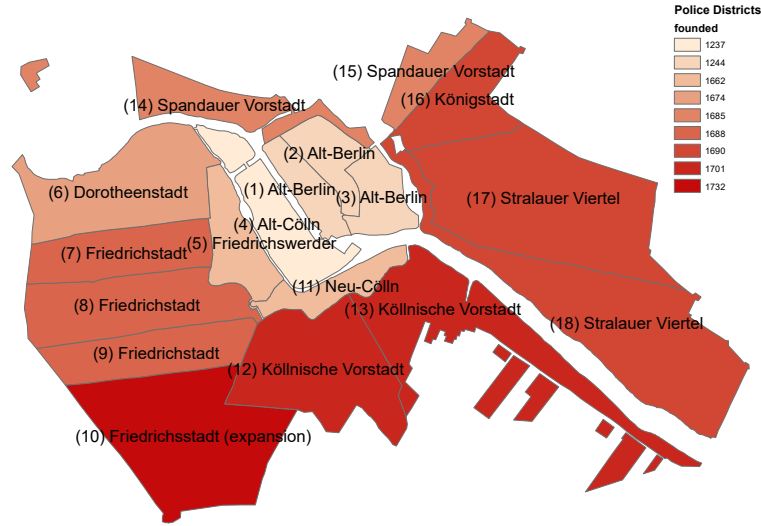 Police Districts
founded
1237
1244
1662
1674
1685
1688
1690
1701
1732
(15) Spandauer Vorstadt
(16) Königstadt
(14) Spandauer Vorstadt
(2) Alt-Berlin
(6) Dorotheenstadt
(1) Alt-Berlin
(3) Alt-Berlin
(17) Stralauer Viertel
(4) Alt-Cölln
(5) Friedrichswerder
(7) Friedrichstadt
(11) Neu-Cölln
(8) Friedrichstadt
(13) Köllnische Vorstadt
(18) Stralauer Viertel
(9) Friedrichstadt
(12) Köllnische Vorstadt
(10) Friedrichsstadt (expansion)